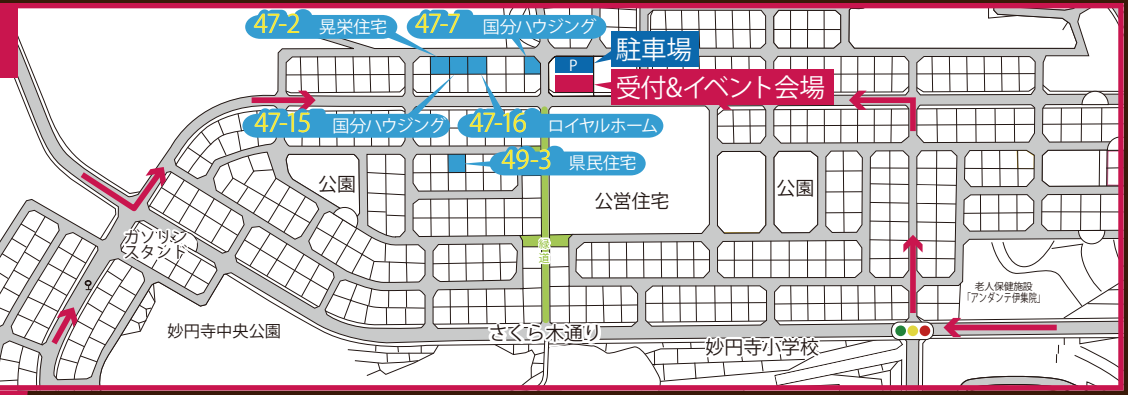 47-2 晃栄住宅
47-7 国分ハウジング
P
駐車場
受付&イベント会場
47-15 国分ハウジング
47-16 ロイヤルホーム
49-3 県民住宅
公園
公営住宅
公園
ガソリン
スタンド
緑道
老人保健施設
「アンダンテ伊集院」
妙円寺中央公園
さくら木通り
妙円寺小学校